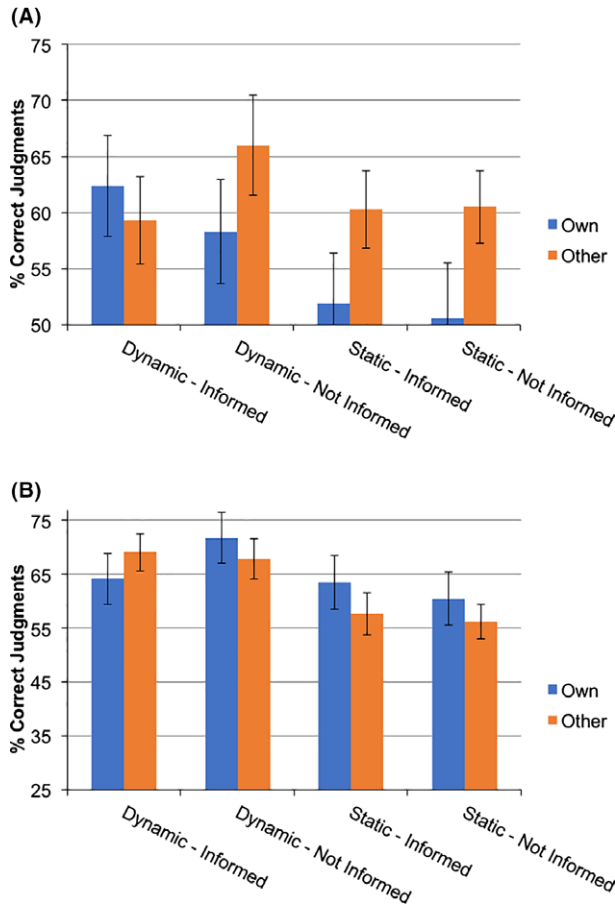 (A)
75
70
65
60
55
50
% Correct Judgments
Own
Other
Dynamic - Informed
Dynamic - Not Informed
Static - Informed
Static - Not Informed
(B)
75
65
55
45
35
25
% Correct Judgments
Own
Other
Dynamic - Informed
Dynamic - Not Informed
Static - Informed
Static - Not Informed